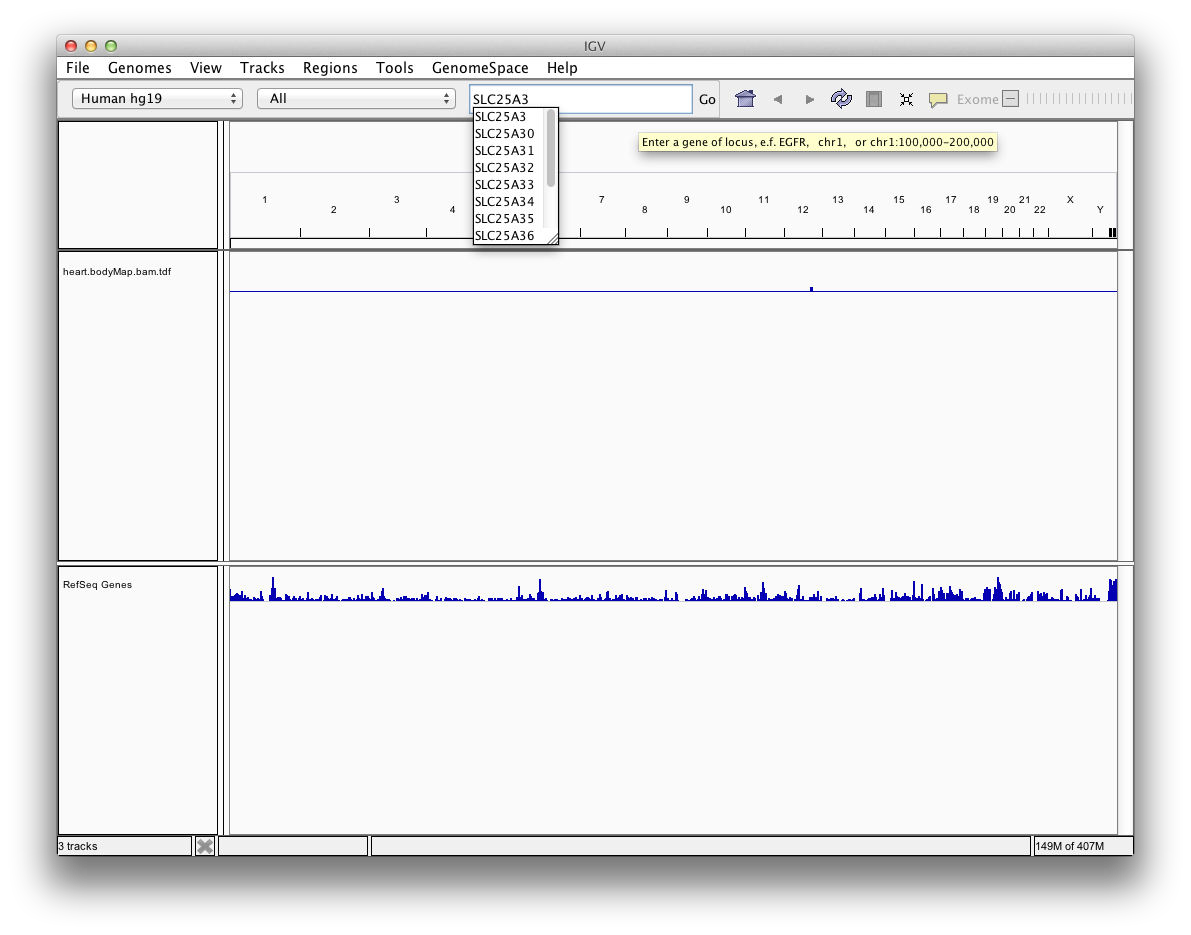 IGV
File Genomes View Tracks Regions Tools GenomeSpace Help
Human hg19 All SLC25A3 Go Exome
SLC25A3
SLC25A30
SLC25A31
SLC25A32
SLC25A33
SLC25A34
SLC25A35
SLC25A36
Enter a gene of locus, e.f. EGFR, chr1, or chr1:100,000-200,000
1 2 3 4 7 8 9 10 11 12 13 14 15 16 17 18 19 20 21 22 X Y
heart.bodyMap.bam.tdf
RefSeq Genes
3 tracks 149M of 407M